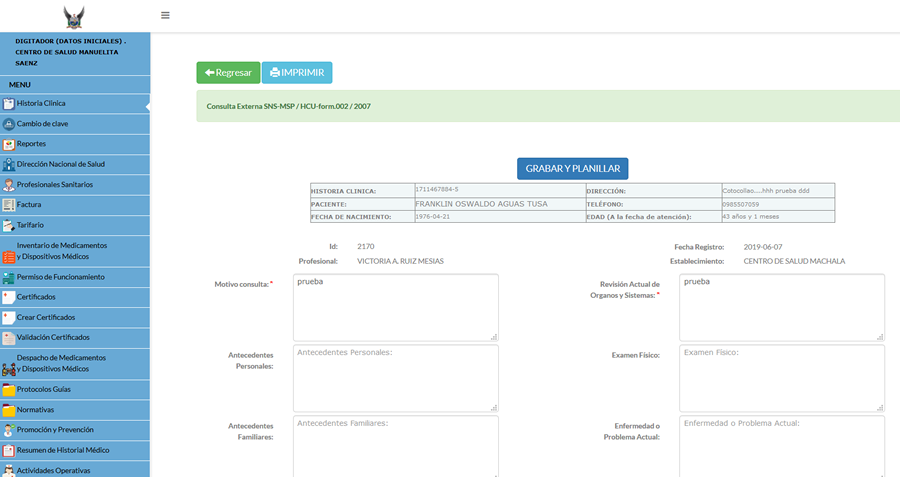 DIGITADOR (DATOS INICIALES) .
CENTRO DE SALUD MANUELITA
SAENZ
MENU
Historia Clínica
Cambio de clave
Reportes
Dirección Nacional de Salud
Profesionales Sanitarios
Factura
Tarifario
Inventario de Medicamentos
y Dispositivos Médicos
Permiso de Funcionamiento
Certificados
Crear Certificados
Validación Certificados
Despacho de Medicamentos
y Dispositivos Médicos
Protocolos Guías
Normativas
Promoción y Prevención
Resumen de Historial Médico
Actividades Operativas
Regresar
IMPRIMIR
Consulta Externa SNS-MSP / HCU-form.002 / 2007
GRABAR Y PLANILLAR
HISTORIA CLINICA: 1711467884-5 DIRECCIÓN: Cotocollao....hhh prueba ddd
PACIENTE: FRANKLIN OSWALDO AGUAS TUSA TELÉFONO: 0985507059
FECHA DE NACIMIENTO: 1976-04-21 EDAD (A la fecha de atención): 43 años y 1 meses
Id: 2170 Fecha Registro: 2019-06-07
Profesional: VICTORIA A. RUIZ MESIAS Establecimiento: CENTRO DE SALUD MACHALA
Motivo consulta: * prueba
Revisión Actual de
Organos y Sistemas: * prueba
Antecedentes
Personales: Antecedentes Personales:
Examen Físico: Examen Físico:
Antecedentes
Familiares: Antecedentes Familiares:
Enfermedad o
Problema Actual: Enfermedad o Problema Actual: